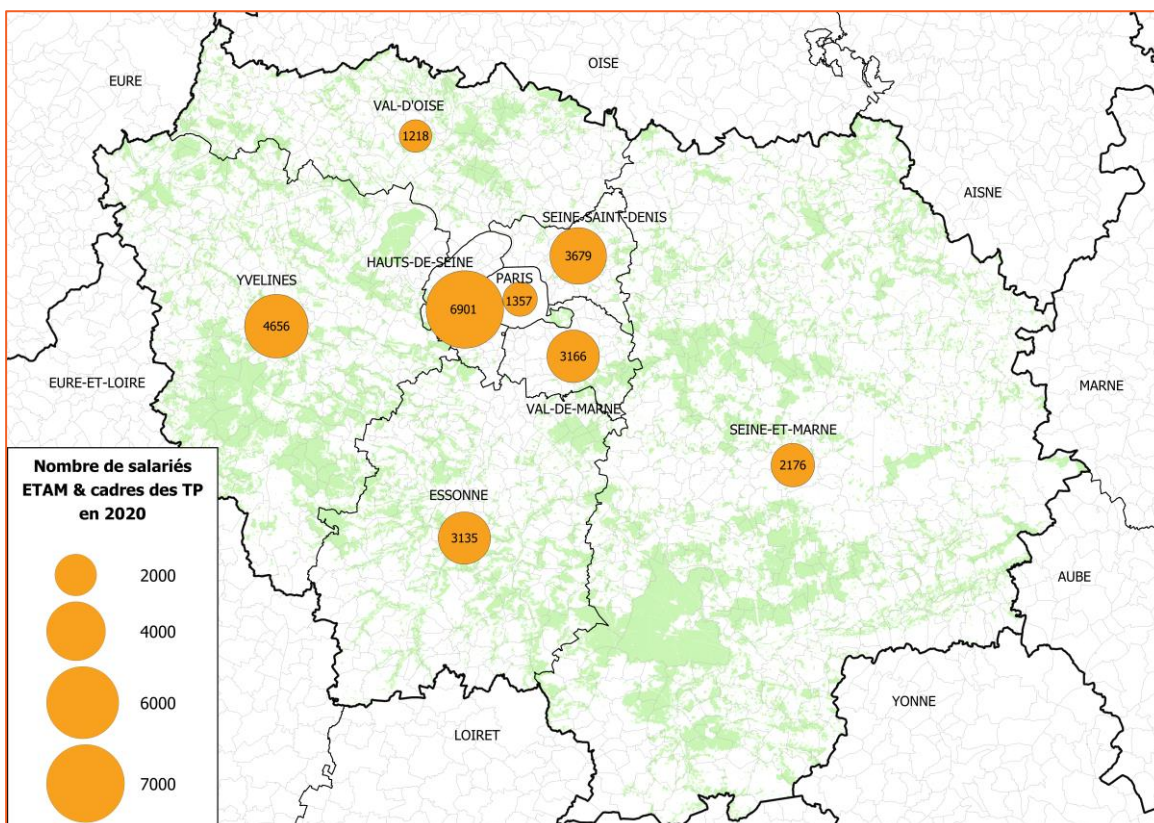 OISE
EURE
VAL-D'OISE
1218
AISNE
SEINE-SAINT-DENIS
3679
HAUTS-DE-SEINE
YVELINES
PARIS
1357
6901
4656
3166
EURE-ET-LOIRE
MARNE
VAL-DE-MARNE
SEINE-ET-MARNE
2176
Nombre de salariés
ETAM & cadres des TP
en 2020
ESSONNE
3135
2000
AUBE
4000
YONNE
6000
LOIRET
7000